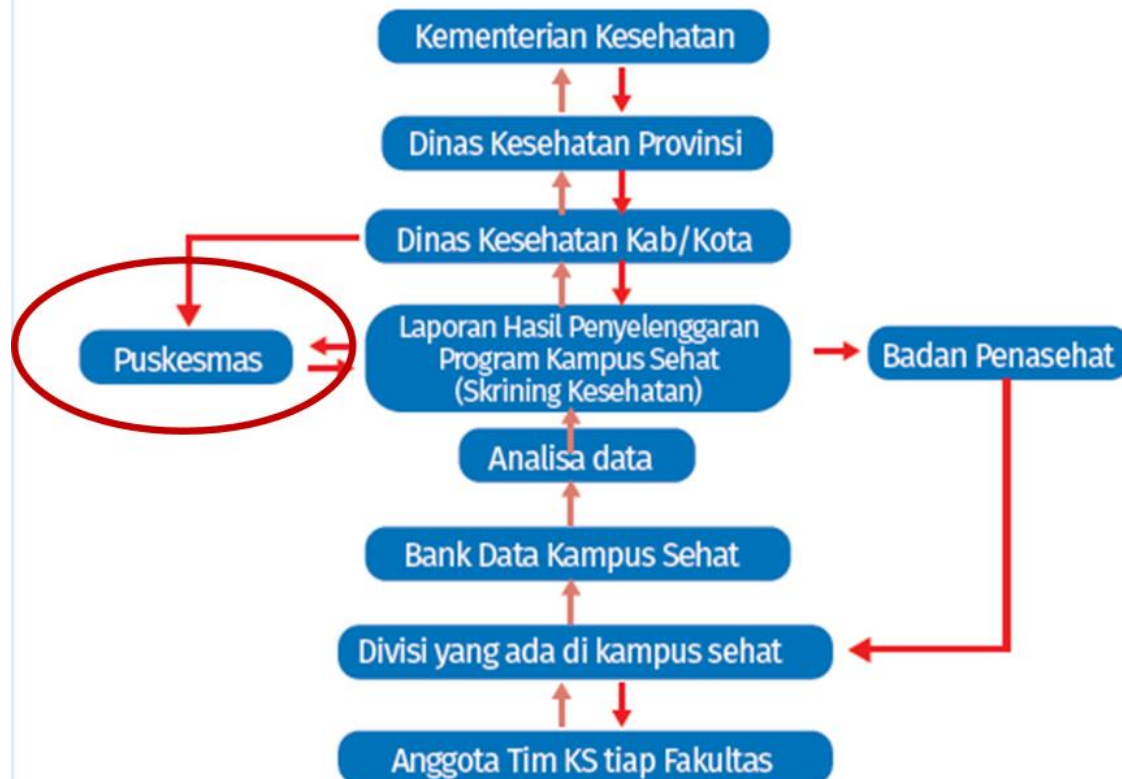 Kementerian Kesehatan
Dinas Kesehatan Provinsi
Dinas Kesehatan Kab/Kota
Puskesmas
Laporan Hasil Penyelenggaran
Program Kampus Sehat
(Skrining Kesehatan)
Badan Penasehat
Analisa data
Bank Data Kampus Sehat
Divisi yang ada di kampus sehat
Anggota Tim KS tiap Fakultas